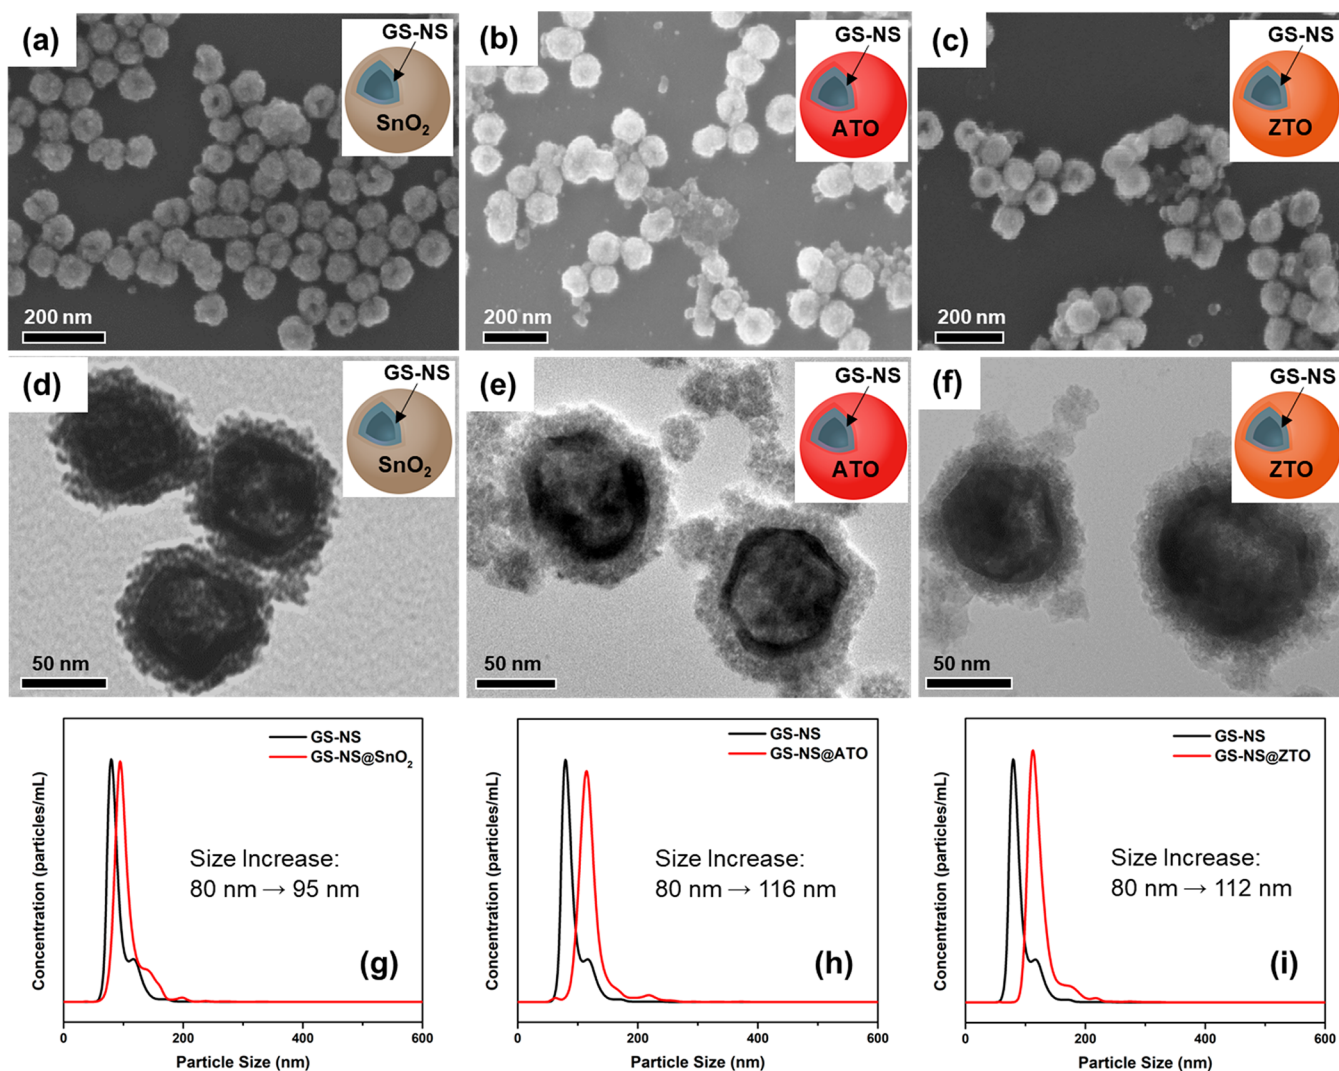 (a)
GS-NS
SnO₂
200 nm
(b)
GS-NS
ATO
200 nm
(c)
GS-NS
ZTO
200 nm
(d)
GS-NS
SnO₂
50 nm
(e)
GS-NS
ATO
50 nm
(f)
GS-NS
ZTO
50 nm
GS-NS
GS-NS@SnO₂
Concentration (particles/mL)
Size Increase:
80 nm → 95 nm
(g)
0 200 400 600
Particle Size (nm)
GS-NS
GS-NS@ATO
Concentration (particles/mL)
Size Increase:
80 nm → 116 nm
(h)
0 200 400 600
Particle Size (nm)
GS-NS
GS-NS@ZTO
Concentration (particles/mL)
Size Increase:
80 nm → 112 nm
(i)
0 200 400 600
Particle Size (nm)